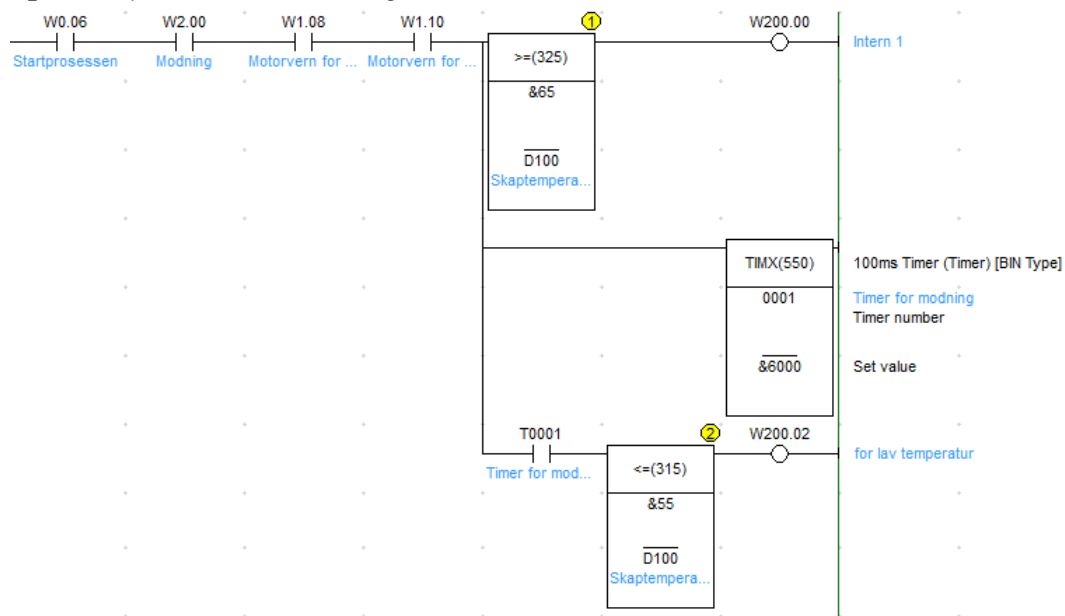 W0.06 W2.00 W1.08 W1.10 1 W200.00
Startprosessen Modning Motorvern for ... Motorvern for ... >=(325) Intern 1
&65
D100
Skaptempera...
TIMX(550) 100ms Timer (Timer) [BIN Type]
0001 Timer for modning
Timer number
&6000 Set value
T0001 2 W200.02
Timer for mod... <=(315) for lav temperatur
&55
D100
Skaptempera...